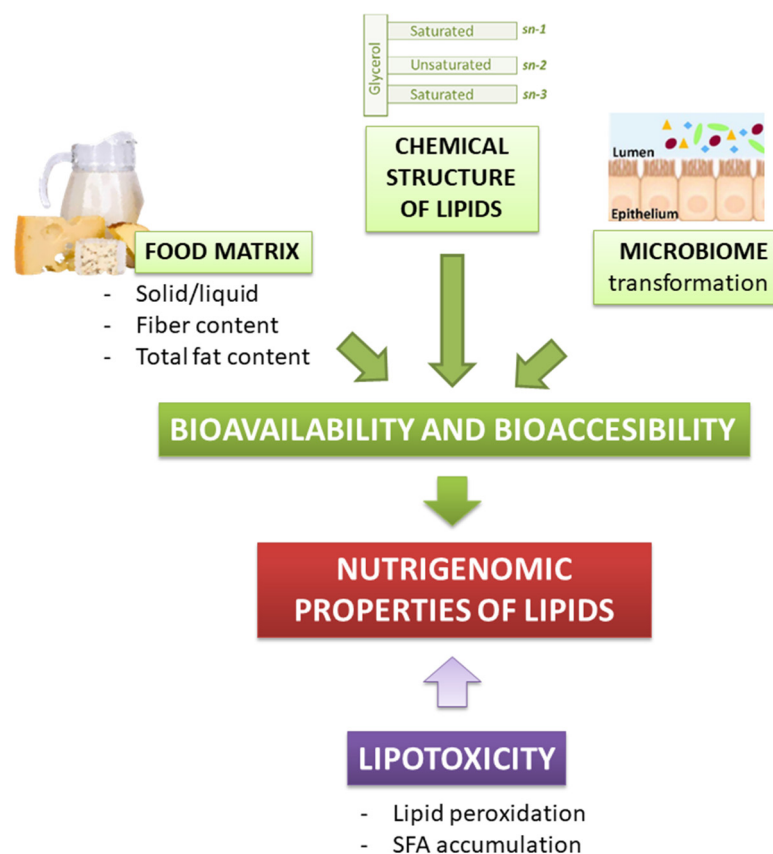 Glycerol
Saturated sn-1
Unsaturated sn-2
Saturated sn-3
CHEMICAL
STRUCTURE
OF LIPIDS
Lumen
Epithelium
FOOD MATRIX
- Solid/liquid
- Fiber content
- Total fat content
MICROBIOME
transformation
BIOAVAILABILITY AND BIOACCESIBILITY
NUTRIGENOMIC
PROPERTIES OF LIPIDS
LIPOTOXICITY
- Lipid peroxidation
- SFA accumulation